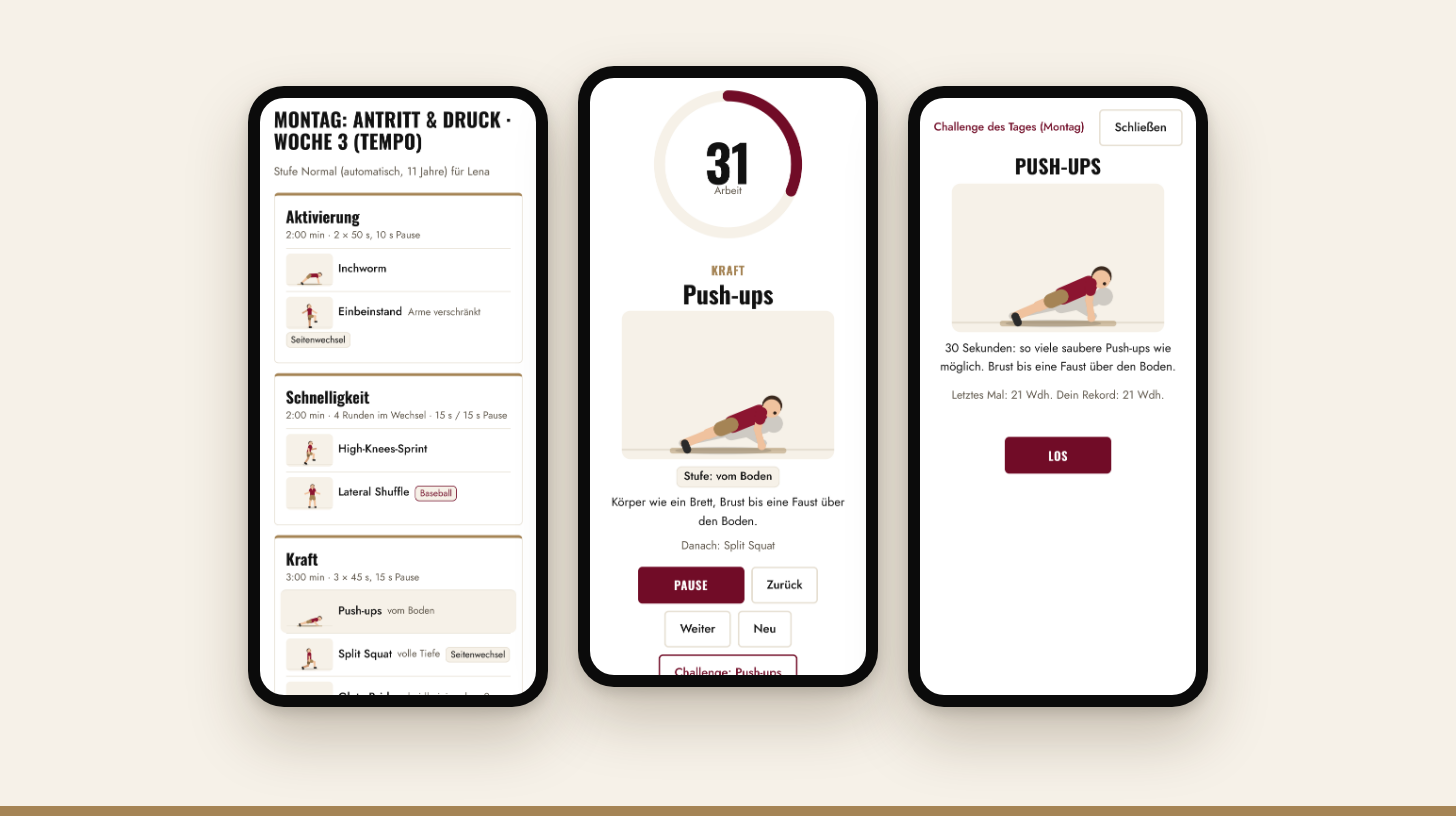 MONTAG: ANTRITT & DRUCK ·
WOCHE 3 (TEMPO)
Stufe Normal (automatisch, 11 Jahre) für Lena
Aktivierung
2:00 min · 2 × 50 s, 10 s Pause
Inchworm
Einbeinstand Arme verschränkt
Seitenwechsel
Schnelligkeit
2:00 min · 4 Runden im Wechsel · 15 s / 15 s Pause
High-Knees-Sprint
Lateral Shuffle Baseball
Kraft
3:00 min · 3 × 45 s, 15 s Pause
Push-ups vom Boden
Split Squat volle Tiefe Seitenwechsel
31
Arbeit
KRAFT
Push-ups
Stufe: vom Boden
Körper wie ein Brett, Brust bis eine Faust über
den Boden.
Danach: Split Squat
PAUSE Zurück
Weiter Neu
Challenge: Push-ups
Challenge des Tages (Montag) Schließen
PUSH-UPS
30 Sekunden: so viele saubere Push-ups wie
möglich. Brust bis eine Faust über den Boden.
Letztes Mal: 21 Wdh. Dein Rekord: 21 Wdh.
LOS